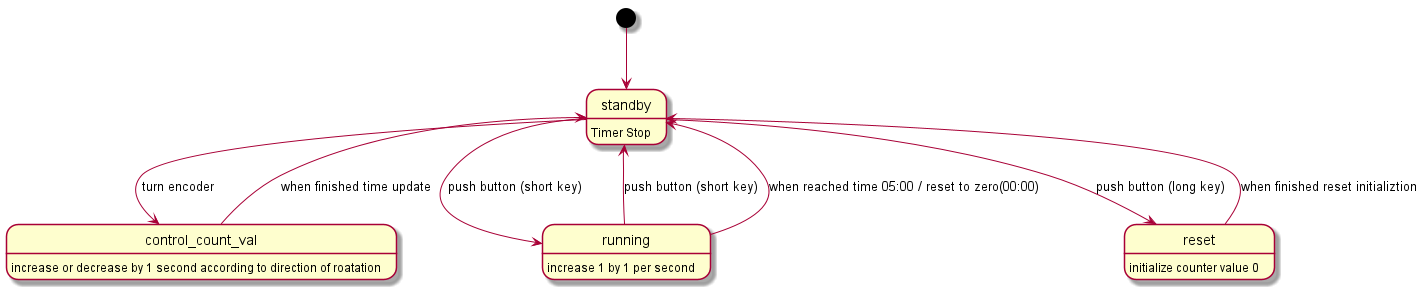 standby
Timer Stop
turn encoder
when finished time update
push button (short key)
push button (short key)
when reached time 05:00 / reset to zero(00:00)
push button (long key)
when finished reset initializtion
control_count_val
increase or decrease by 1 second according to direction of roatation
running
increase 1 by 1 per second
reset
initialize counter value 0